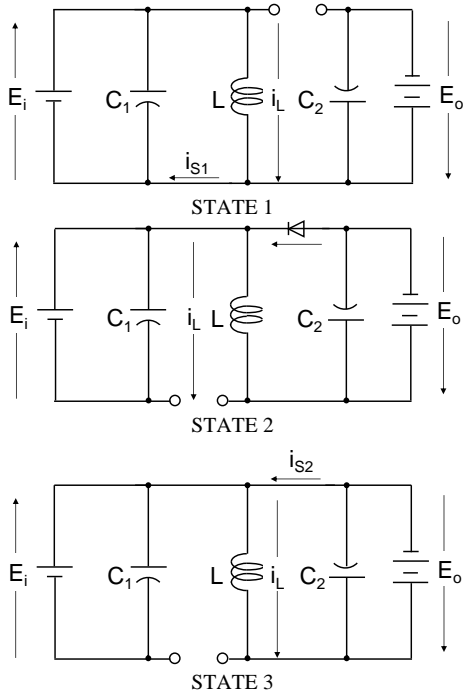 Ei C1 L iL C2 Eo
iS1
STATE 1
Ei C1 iL L C2 Eo
STATE 2
iS2
Ei C1 L iL C2 Eo
STATE 3